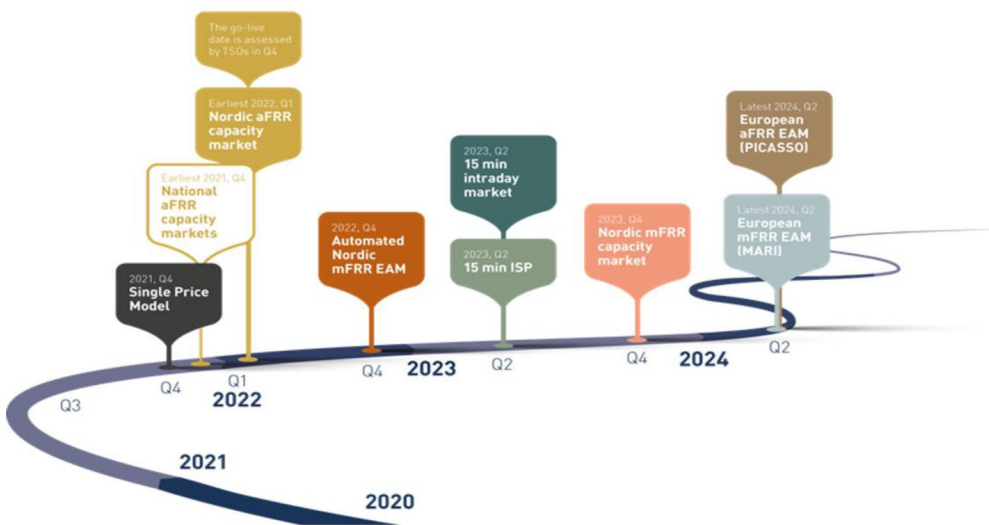 The go-live
date is assessed
by TSOs in Q4
Earliest 2022, Q1
Nordic aFRR
capacity
market
Earliest 2021, Q4
National
aFRR
capacity
markets
2021, Q4
Single Price
Model
2022, Q4
Automated
Nordic
mFRR EAM
2023, Q2
15 min
intraday
market
2023, Q2
15 min ISP
2023, Q4
Nordic mFRR
capacity
market
Latest 2024, Q2
European
aFRR EAM
(PICASSO)
Latest 2024, Q2
European
mFRR EAM
(MARI)
Q3
Q4
Q1
2022
Q4
2023
Q2
Q4
2024
Q2
2021
2020